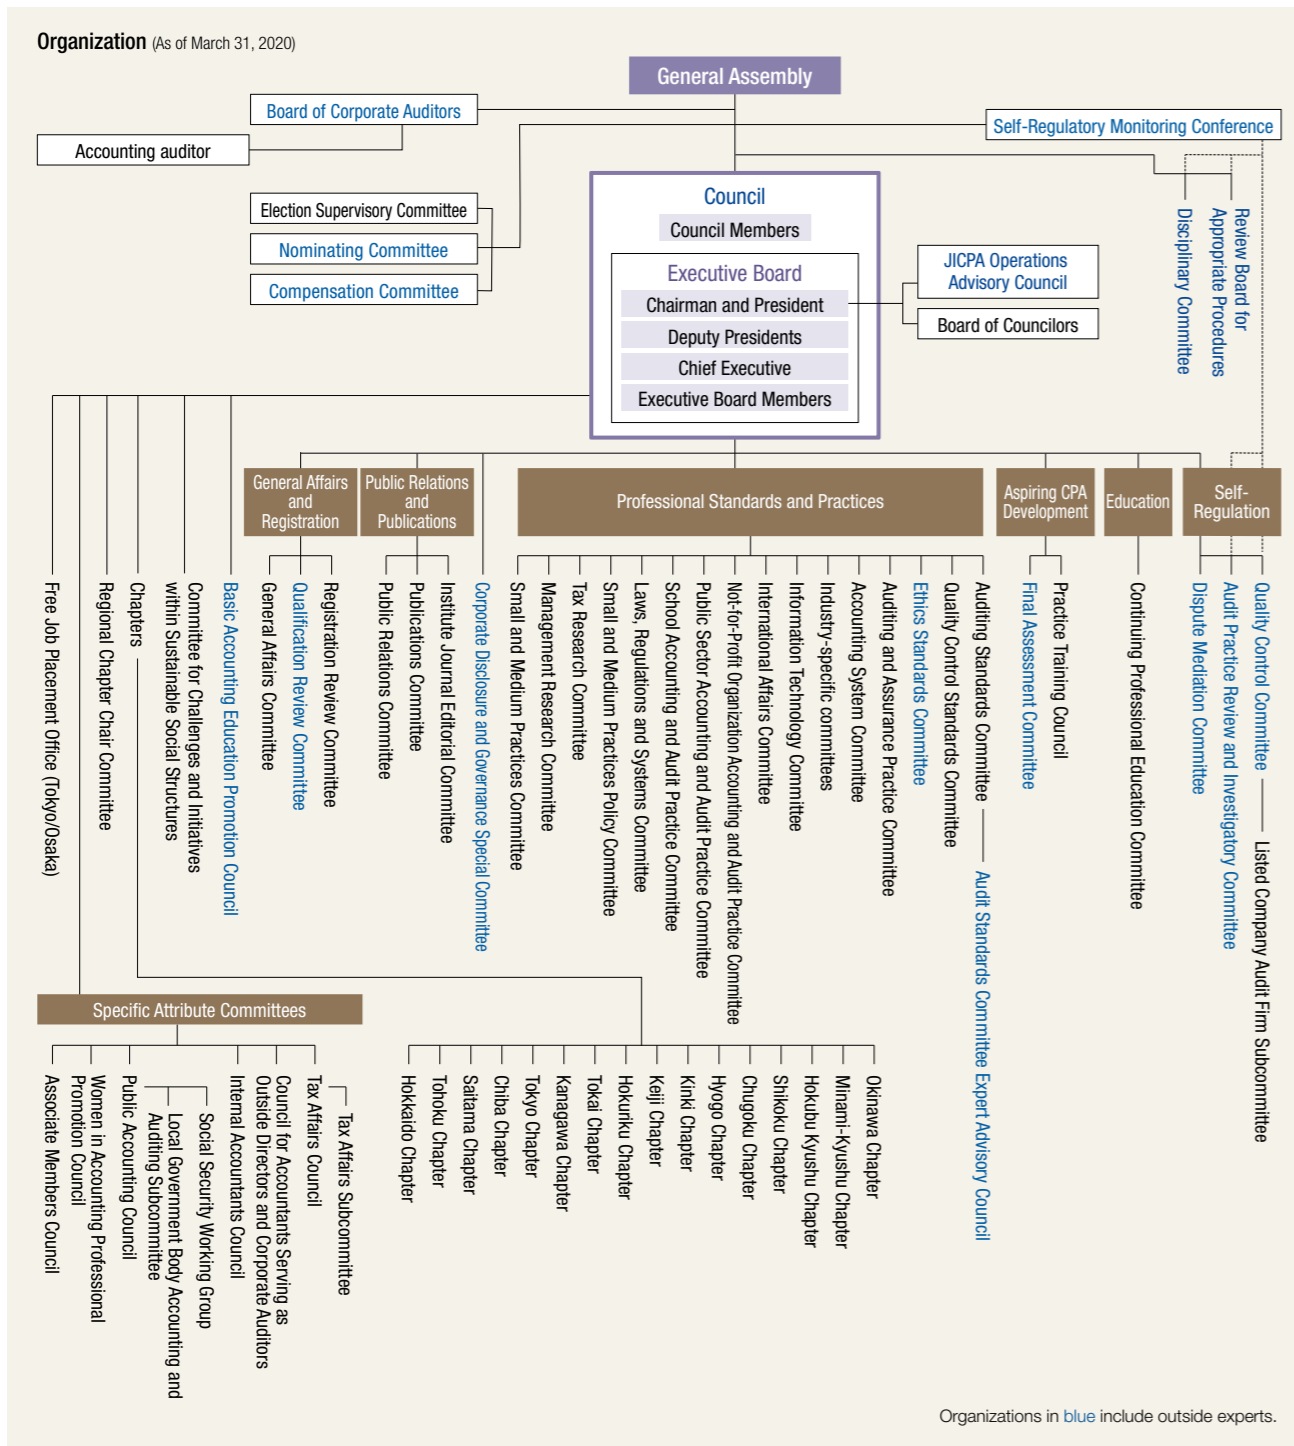 Organization (As of March 31, 2020)
General Assembly
Board of Corporate Auditors
Self-Regulatory Monitoring Conference
Accounting auditor
Election Supervisory Committee
Nominating Committee
Compensation Committee
Council
Council Members
Executive Board
Chairman and President
Deputy Presidents
Chief Executive
Executive Board Members
JICPA Operations
Advisory Council
Board of Councilors
Disciplinary Committee
Review Board for
Appropriate Procedures
General Affairs
and
Registration
Public Relations
and
Publications
Professional Standards and Practices
Aspiring CPA
Development
Education
Self-
Regulation
Free Job Placement Office (Tokyo/Osaka)
Regional Chapter Chair Committee
Chapters
Committee for Challenges and Initiatives
within Sustainable Social Structures
Basic Accounting Education Promotion Council
General Affairs Committee
Qualification Review Committee
Registration Review Committee
Public Relations Committee
Publications Committee
Institute Journal Editorial Committee
Corporate Disclosure and Governance Special Committee
Small and Medium Practices Committee
Management Research Committee
Tax Research Committee
Small and Medium Practices Policy Committee
Laws, Regulations and Systems Committee
School Accounting and Audit Practice Committee
Public Sector Accounting and Audit Practice Committee
Not-for-Profit Organization Accounting and Audit Practice Committee
International Affairs Committee
Information Technology Committee
Industry-specific committees
Accounting System Committee
Auditing and Assurance Practice Committee
Ethics Standards Committee
Quality Control Standards Committee
Auditing Standards Committee
Audit Standards Committee Expert Advisory Council
Final Assessment Committee
Practice Training Council
Continuing Professional Education Committee
Dispute Mediation Committee
Audit Practice Review and Investigatory Committee
Quality Control Committee
Listed Company Audit Firm Subcommittee
Specific Attribute Committees
Associate Members Council
Women in Accounting Professional
Promotion Council
Public Accounting Council
Local Government Body Accounting and
Auditing Subcommittee
Social Security Working Group
Internal Accountants Council
Council for Accountants Serving as
Outside Directors and Corporate Auditors
Tax Affairs Council
Tax Affairs Subcommittee
Hokkaido Chapter
Tohoku Chapter
Saitama Chapter
Chiba Chapter
Tokyo Chapter
Kanagawa Chapter
Tokai Chapter
Hokuriku Chapter
Keiji Chapter
Kinki Chapter
Hyogo Chapter
Chugoku Chapter
Shikoku Chapter
Hokubu Kyushu Chapter
Minami-Kyushu Chapter
Okinawa Chapter
Organizations in blue include outside experts.